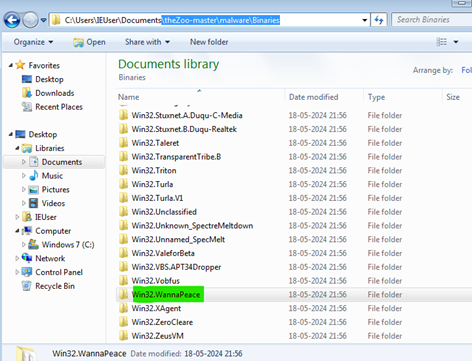 C:\Users\IEUser\Documents\theZoo-master\malware\Binaries
Search Binaries
Organize
Open
Share with
New folder
Favorites
Desktop
Downloads
Recent Places
Desktop
Libraries
Documents
Music
Pictures
Videos
IEUser
Computer
Windows 7 (C:)
Network
Control Panel
Recycle Bin
Documents library
Binaries
Arrange by: Fol
Name Date modified Type Size
Win32.Stuxnet.A.Duqu-C-Media 18-05-2024 21:56 File folder
Win32.Stuxnet.B.Duqu-Realtek 18-05-2024 21:56 File folder
Win32.Taleret 18-05-2024 21:56 File folder
Win32.TransparentTribe.B 18-05-2024 21:56 File folder
Win32.Triton 18-05-2024 21:56 File folder
Win32.Turla 18-05-2024 21:56 File folder
Win32.Turla.V1 18-05-2024 21:56 File folder
Win32.Unclassified 18-05-2024 21:56 File folder
Win32.Unknown_SpectreMeltdown 18-05-2024 21:56 File folder
Win32.Unnamed_SpecMelt 18-05-2024 21:56 File folder
Win32.ValeforBeta 18-05-2024 21:56 File folder
Win32.VBS.APT34Dropper 18-05-2024 21:56 File folder
Win32.Vobfus 18-05-2024 21:56 File folder
Win32.WannaPeace 18-05-2024 21:56 File folder
Win32.XAgent 18-05-2024 21:56 File folder
Win32.ZeroCleare 18-05-2024 21:56 File folder
Win32.ZeusVM 18-05-2024 21:56 File folder
Win32.WannaPeace Date modified: 18-05-2024 21:56